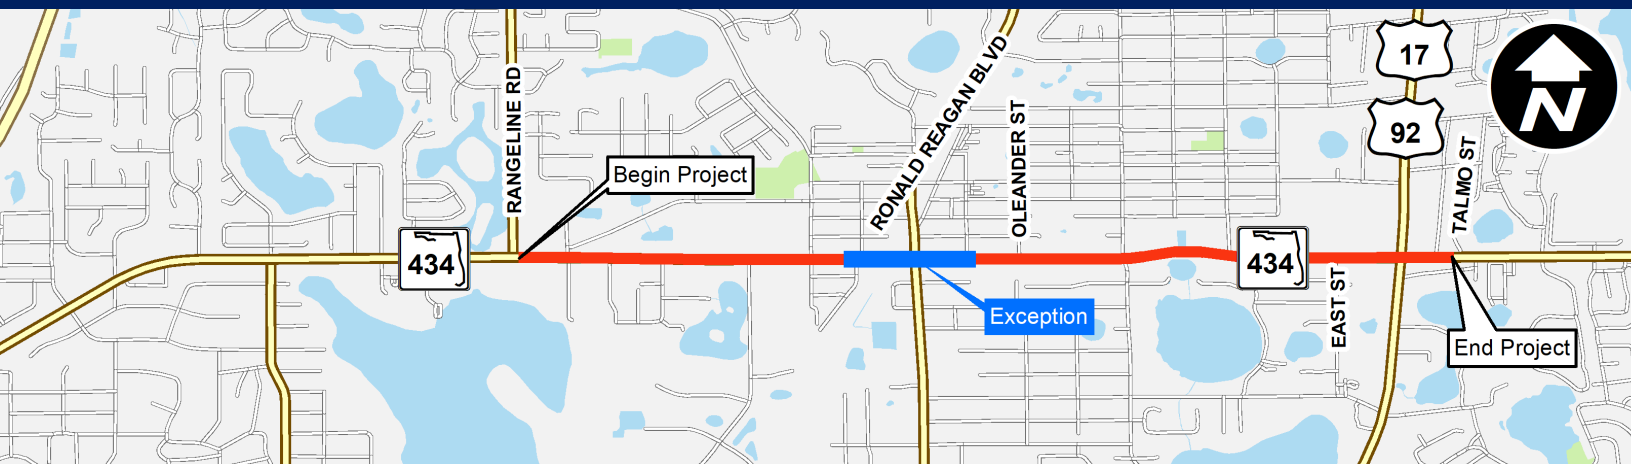 17
92
N
RANGELINE RD
RONALD REAGAN BLVD
OLEANDER ST
TALMO ST
Begin Project
434
434
EAST ST
Exception
End Project